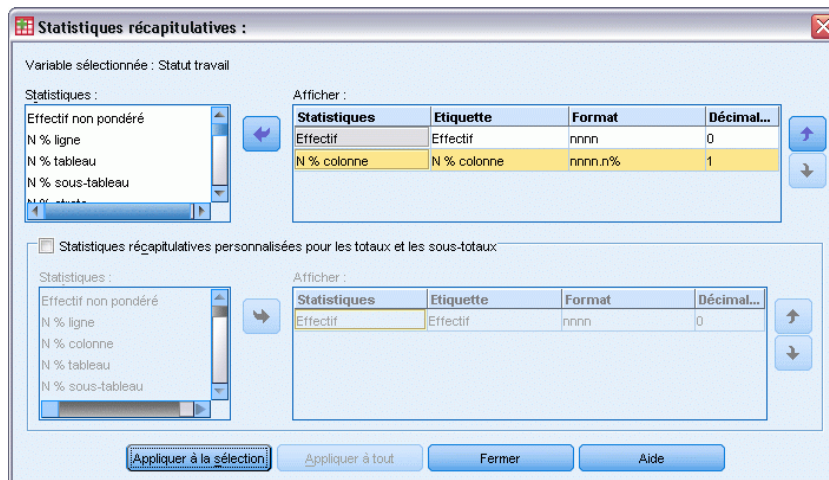 Statistiques récapitulatives :
Variable sélectionnée : Statut travail
Statistiques :
Effectif non pondéré
N % ligne
N % tableau
N % sous-tableau
Afficher :
Statistiques Etiquette Format Décimal...
Effectif Effectif nnnn 0
N % colonne N % colonne nnnn.n% 1
Statistiques récapitulatives personnalisées pour les totaux et les sous-totaux
Statistiques :
Effectif non pondéré
N % ligne
N % colonne
N % tableau
N % sous-tableau
Afficher :
Statistiques Etiquette Format Décimal...
Effectif Effectif nnnn 0
Appliquer à la sélection Appliquer à tout Fermer Aide